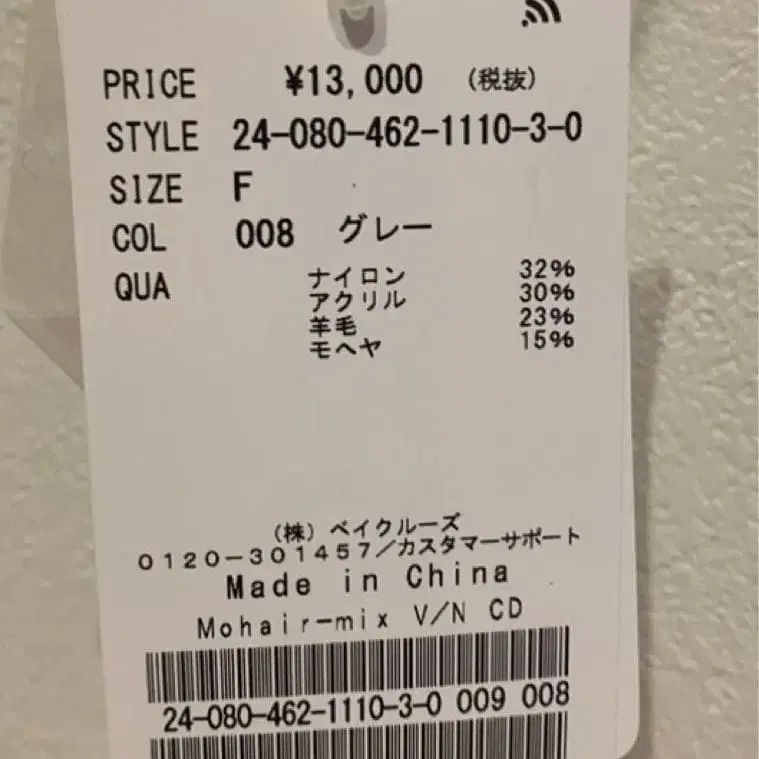 PRICE ¥13,000 (税抜)
STYLE 24-080-462-1110-3-0
SIZE F
COL 008 グレー
QUA ナイロン 32%
アクリル 30%
羊毛 23%
モヘヤ 15%
(株) ベイクルーズ
0120-301457/カスタマーサポート
Made in China
Mohair-mix V/N CD
24-080-462-1110-3-0 009 008